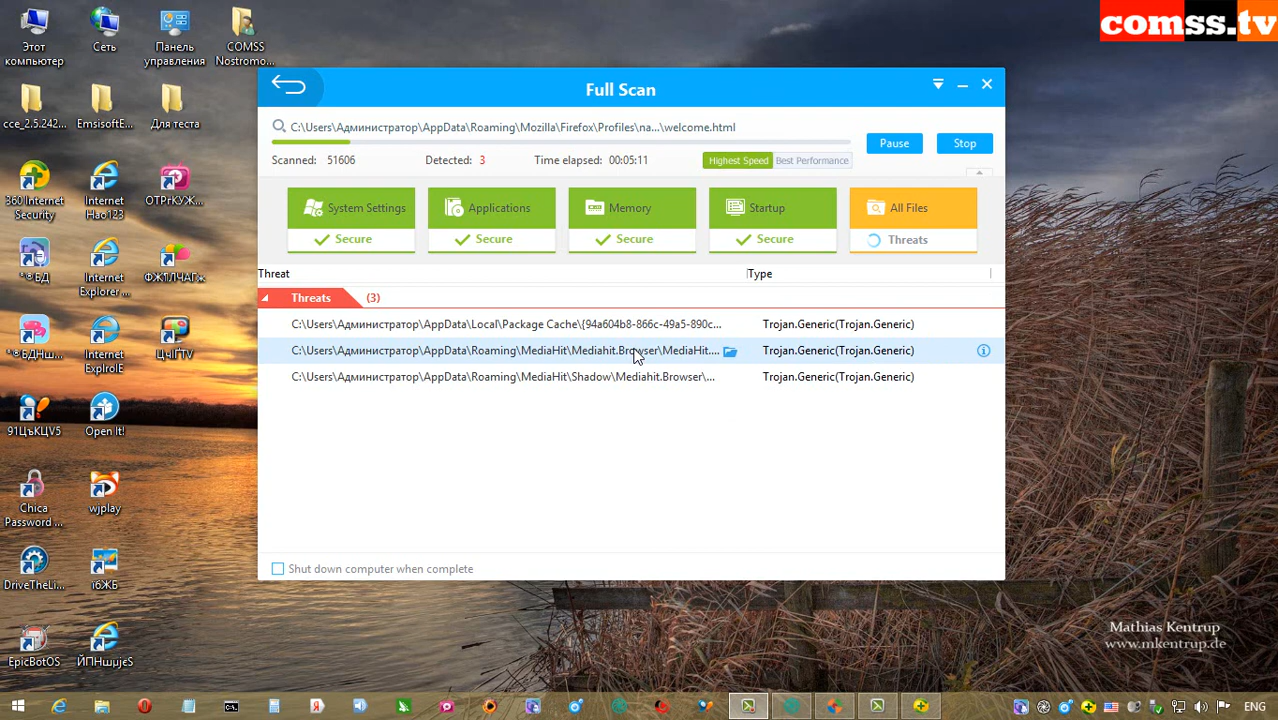 comss.tv
Этот компьютер
Сеть
Панель управления
COMSS Nostromo...
cce_2.5.242...
EmsisoftE...
Для теста
360 Internet Security
Internet Hao123
Internet Explorer ...
Internet ExplrolE
Open It!
Chica Password ...
wjplay
DriveTheLi...
EpicBotOS
Full Scan
C:\Users\Администратор\AppData\Roaming\Mozilla\Firefox\Profiles\na...\welcome.html
Pause
Stop
Scanned: 51606
Detected: 3
Time elapsed: 00:05:11
Highest Speed
Best Performance
System Settings
Applications
Memory
Startup
All Files
Secure
Secure
Secure
Secure
Threats
Threat
Type
Threats (3)
C:\Users\Администратор\AppData\Local\Package Cache\{94a604b8-866c-49a5-890c...
Trojan.Generic(Trojan.Generic)
C:\Users\Администратор\AppData\Roaming\MediaHit\Mediahit.Browser\MediaHit....
Trojan.Generic(Trojan.Generic)
C:\Users\Администратор\AppData\Roaming\MediaHit\Shadow\Mediahit.Browser\...
Trojan.Generic(Trojan.Generic)
Shut down computer when complete
Mathias Kentrup
www.mkentrup.de
ENG